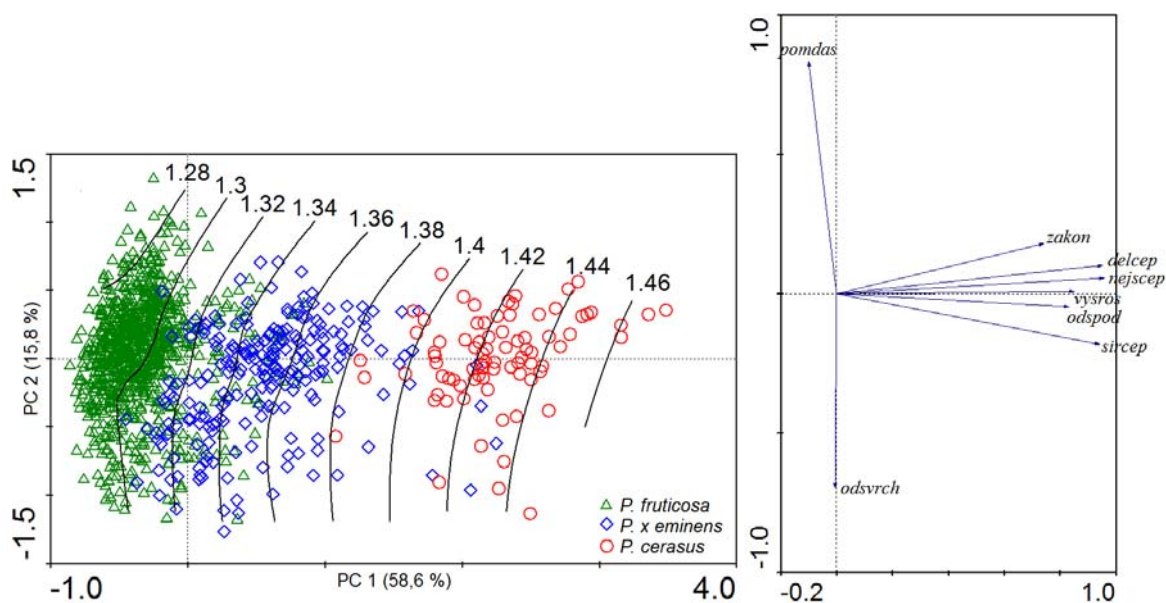 1.5
PC 2 (15,8 %)
-1.5
1.28
1.3
1.32
1.34
1.36
1.38
1.4
1.42
1.44
1.46
P. fruticosa
P. x eminens
P. cerasus
-1.0
PC 1 (58,6 %)
4.0
1.0
pomdas
zakon
delcep
nejscep
vysros
odspod
sircep
odsvrch
-1.0
-0.2
1.0